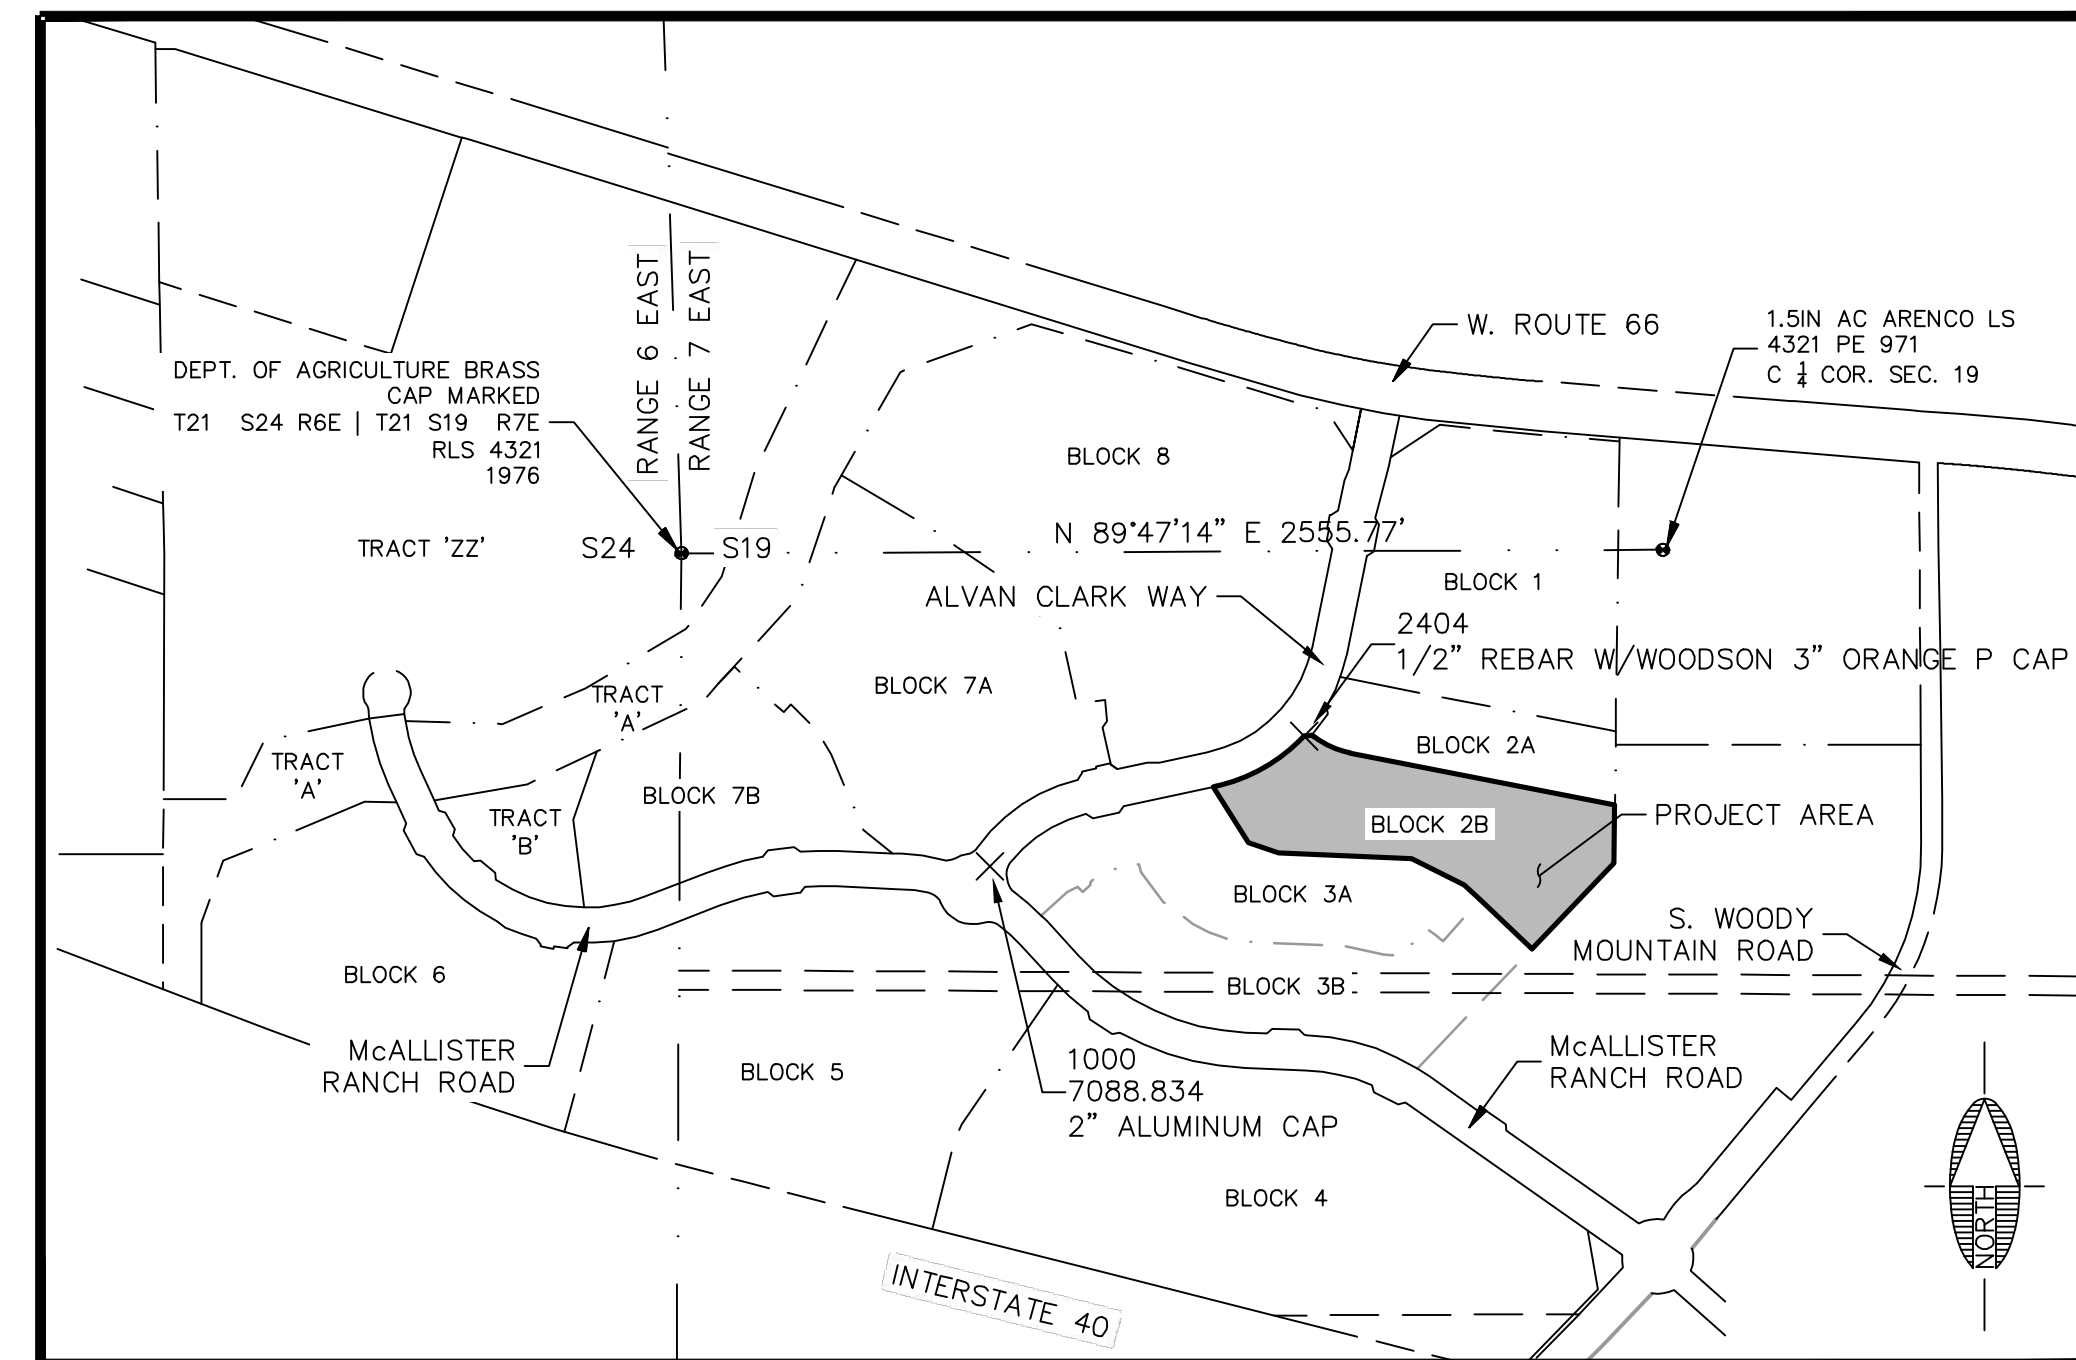 W. ROUTE 66
1.5IN AC ARENCO LS
4321 PE 971
C 1/4 COR. SEC. 19
RANGE 6 EAST
RANGE 7 EAST
DEPT. OF AGRICULTURE BRASS
CAP MARKED
T21 S24 R6E | T21 S19 R7E
RLS 4321
1976
BLOCK 8
N 89°47'14" E 2555.77'
TRACT 'ZZ'
S24
S19
BLOCK 1
ALVAN CLARK WAY
2404
1/2" REBAR W/WOODSON 3" ORANGE P CAP
BLOCK 7A
TRACT
'A'
BLOCK 2A
TRACT
'A'
BLOCK 7B
TRACT
'B'
BLOCK 2B
PROJECT AREA
BLOCK 3A
S. WOODY
MOUNTAIN ROAD
BLOCK 6
BLOCK 3B
McALLISTER
RANCH ROAD
BLOCK 5
1000
7088.834
2" ALUMINUM CAP
McALLISTER
RANCH ROAD
BLOCK 4
NORTH
INTERSTATE 40